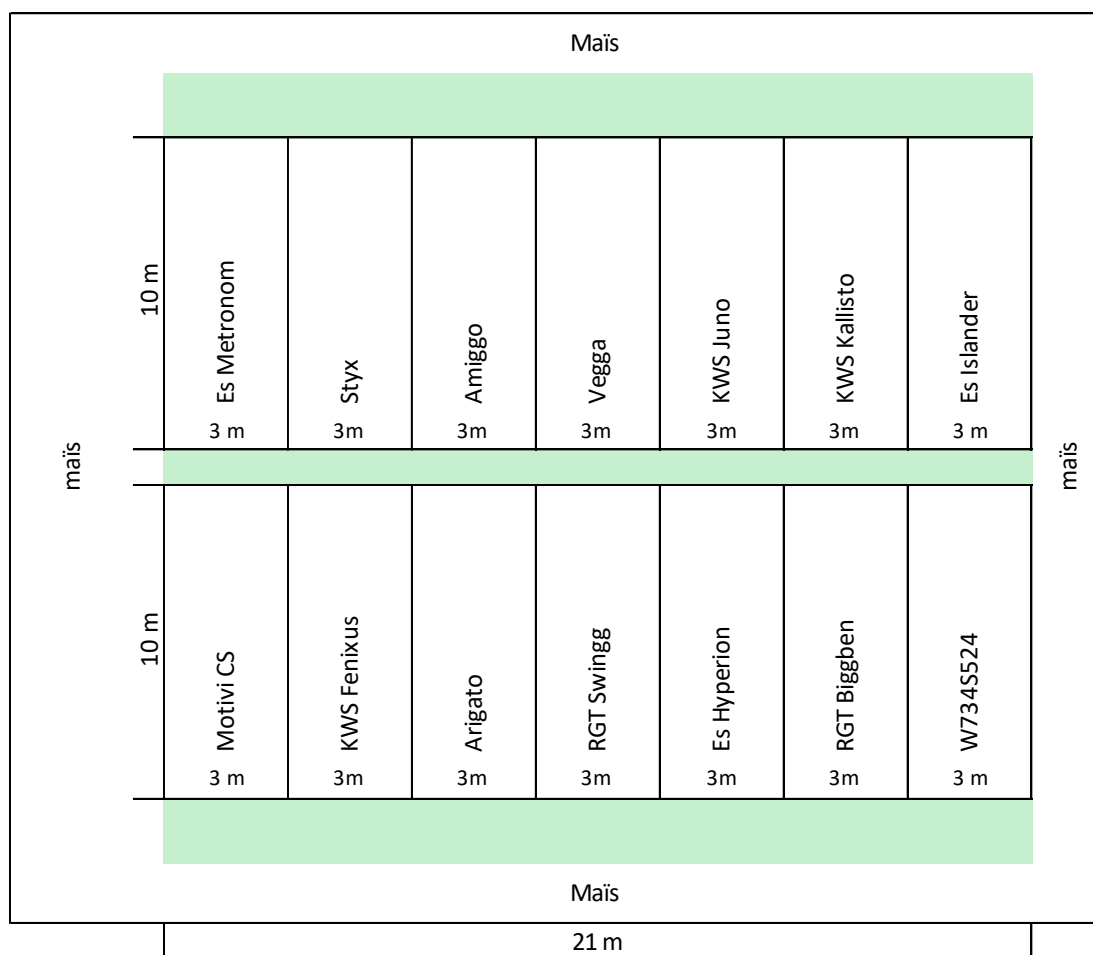 Maïs
10 m
Es Metronom
Styx
Amiggo
Vegga
KWS Juno
KWS Kallisto
Es Islander
3 m
3m
3m
3m
3m
3m
3 m
maïs
maïs
10 m
Motivi CS
KWS Fenixus
Arigato
RGT Swingg
Es Hyperion
RGT Biggben
W734S524
3 m
3m
3m
3m
3m
3m
3 m
Maïs
21 m